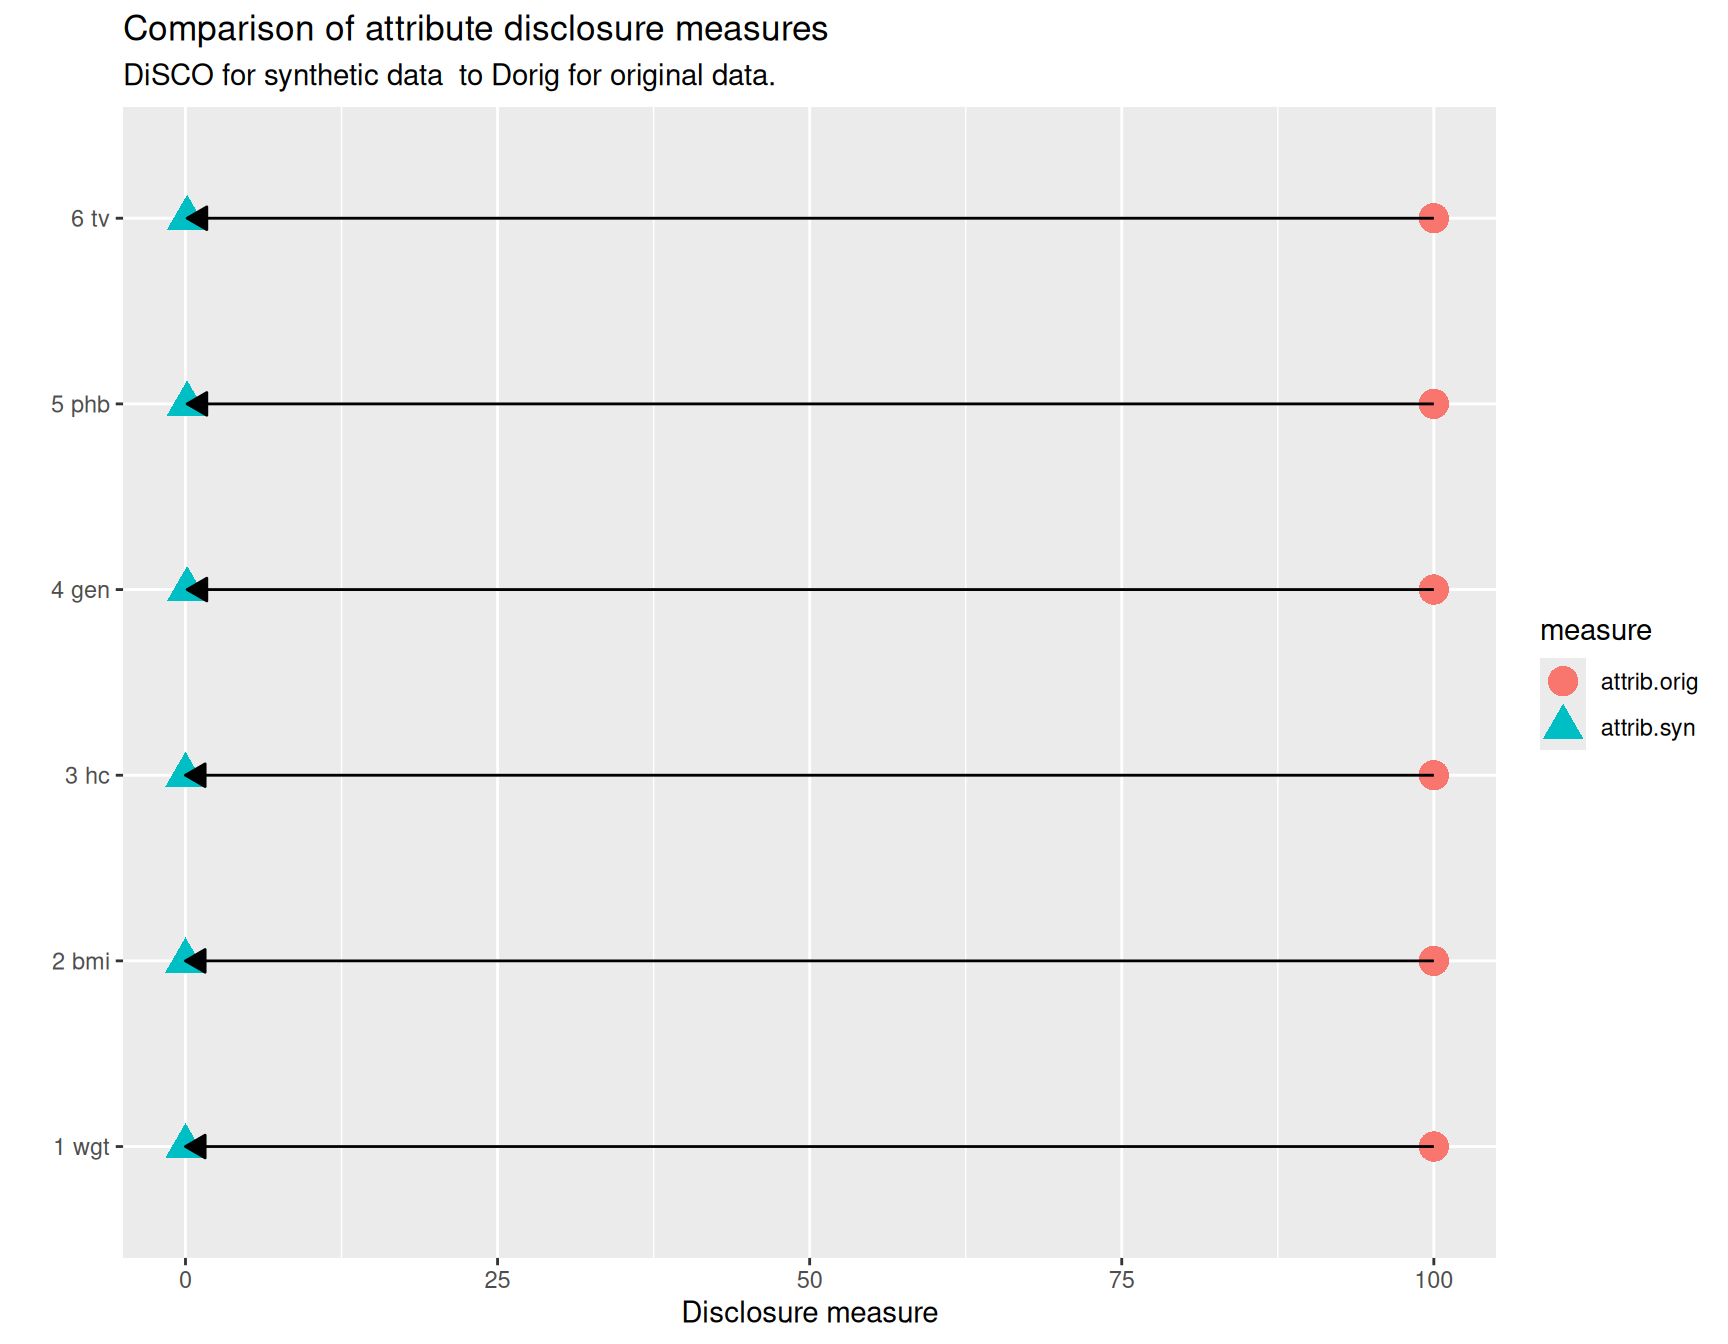 Comparison of attribute disclosure measures
DiSCO for synthetic data  to Dorig for original data.
6 tv
5 phb
4 gen
3 hc
2 bmi
1 wgt
0 25 50 75 100
Disclosure measure
measure
attrib.orig
attrib.syn